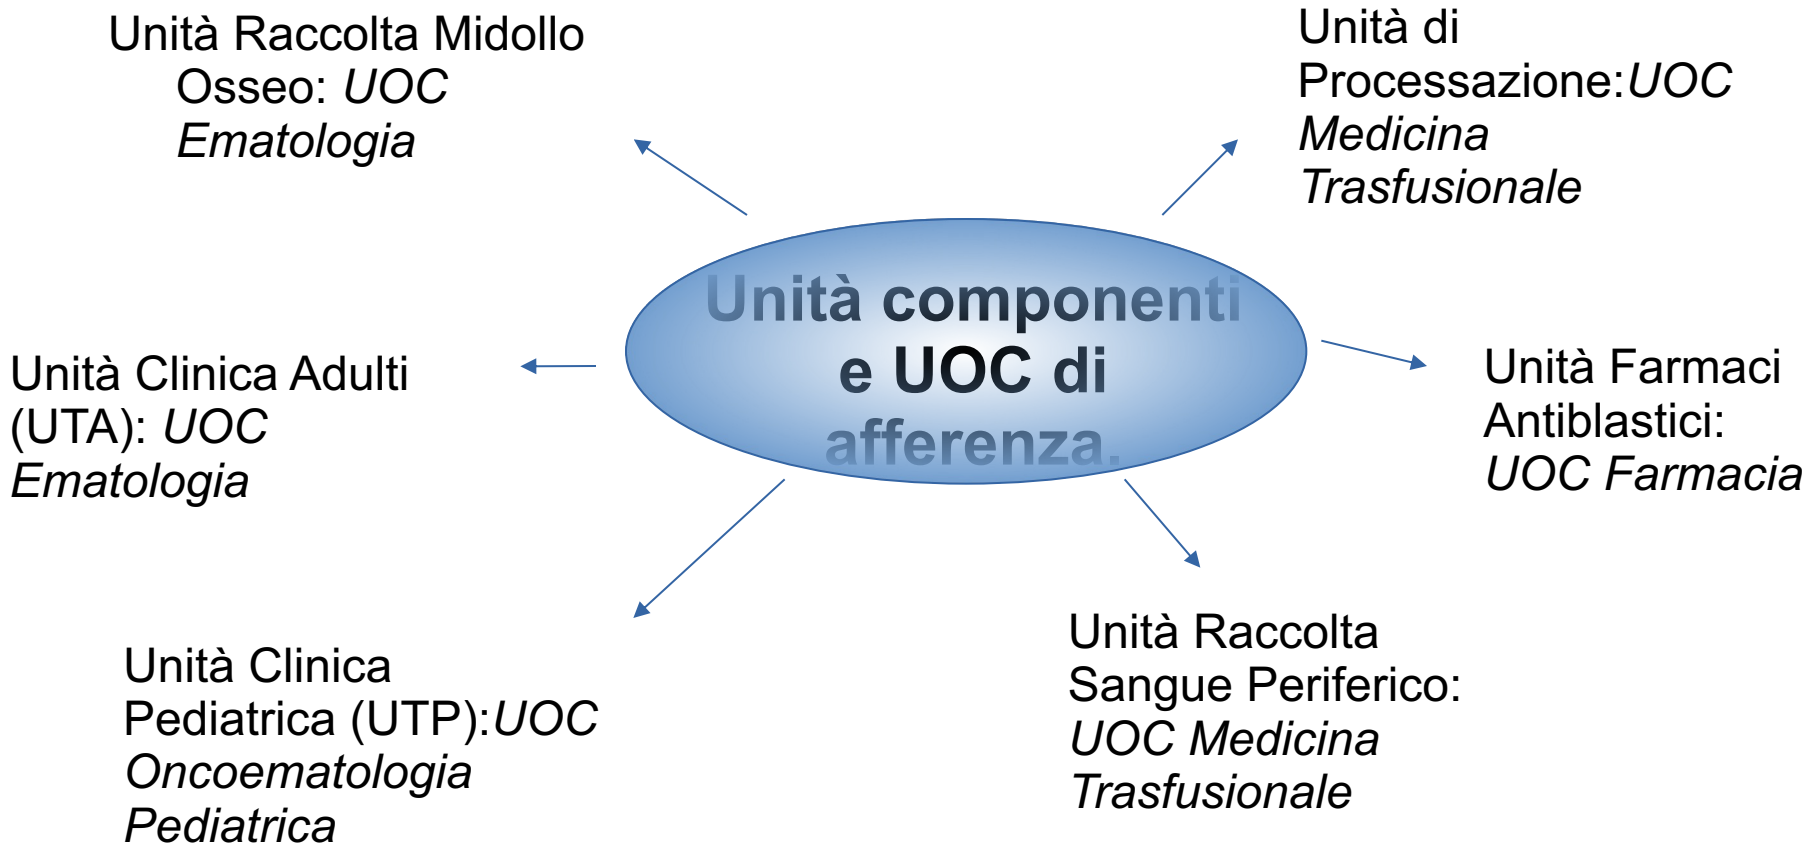 Unità Raccolta Midollo
Osseo: UOC
Ematologia
Unità di
Processazione:UOC
Medicina
Trasfusionale
Unità componenti
e UOC di
afferenza.
Unità Clinica Adulti
(UTA): UOC
Ematologia
Unità Farmaci
Antiblastici:
UOC Farmacia
Unità Clinica
Pediatrica (UTP):UOC
Oncoematologia
Pediatrica
Unità Raccolta
Sangue Periferico:
UOC Medicina
Trasfusionale